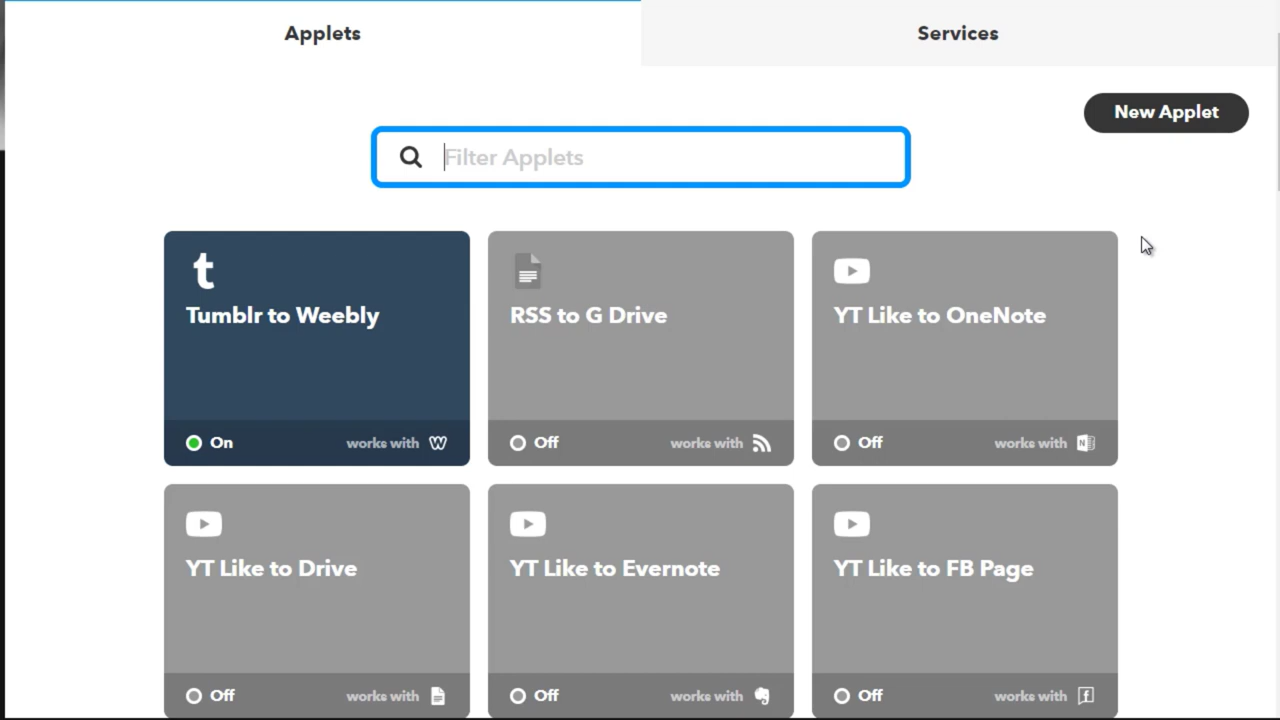 Applets
Services
New Applet
Filter Applets
Tumblr to Weebly
On works with
RSS to G Drive
Off works with
YT Like to OneNote
Off works with
YT Like to Drive
Off works with
YT Like to Evernote
Off works with
YT Like to FB Page
Off works with